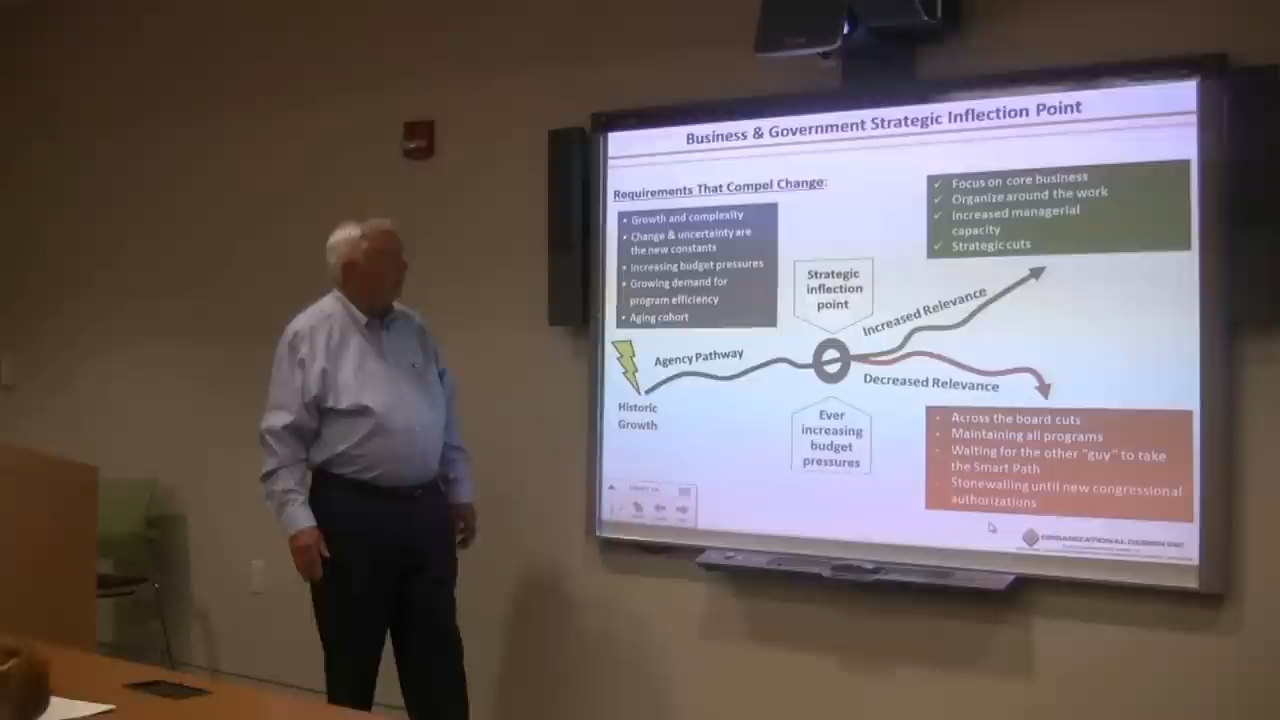 Business & Government Strategic Inflection Point
Requirements That Compel Change:
• Growth and complexity
• Change & uncertainty are
the new constants
• Increasing budget pressures
• Growing demand for
program efficiency
• Aging cohort
✓ Focus on core business
✓ Organize around the work
✓ Increased managerial
capacity
✓ Strategic cuts
Strategic
inflection
point
Increased Relevance
Agency Pathway
Decreased Relevance
Historic
Growth
Ever
increasing
budget
pressures
- Across the board cuts
- Maintaining all programs
- Waiting for the other "guy" to take
the Smart Path
- Stonewalling until new congressional
authorizations
ORGANIZATIONAL DESIGN INC